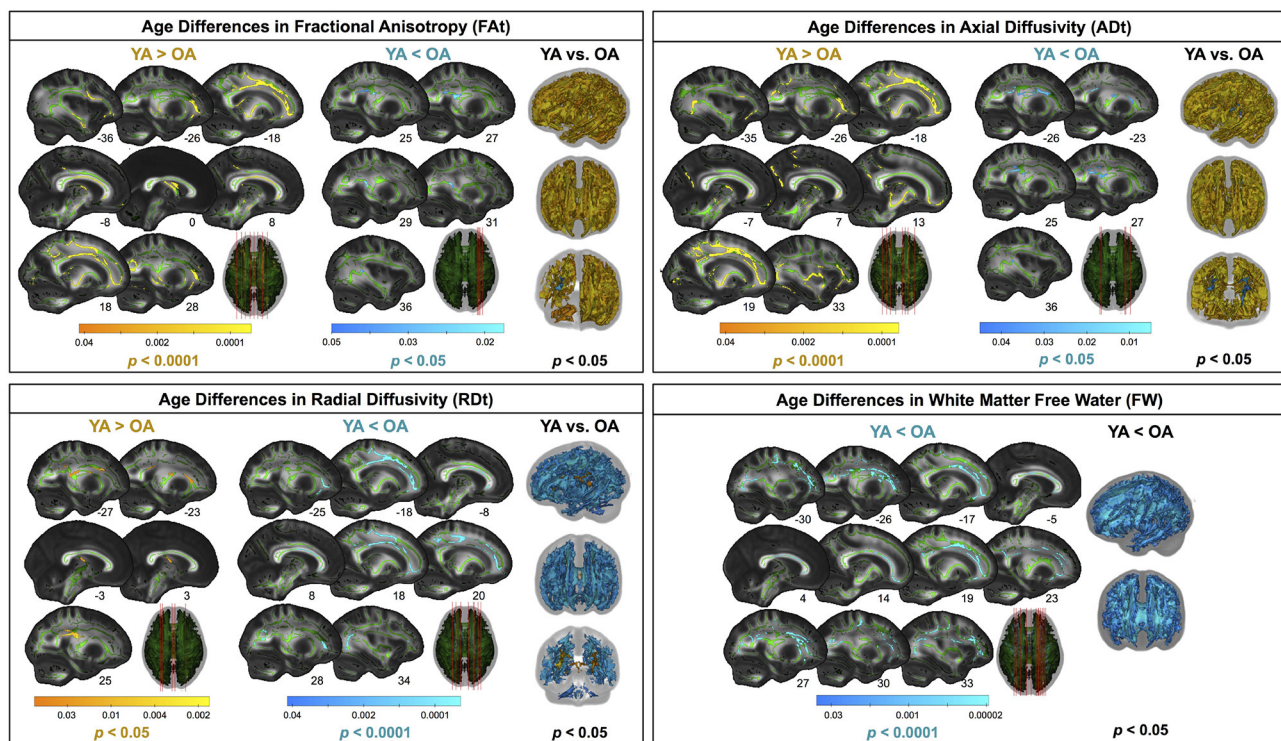 Age Differences in Fractional Anisotropy (FAt)
YA > OA
YA < OA
YA vs. OA
-36
-26
-18
25
27
-8
0
8
29
31
18
28
36
0.04 0.002 0.0001
0.05 0.03 0.02
p < 0.0001
p < 0.05
p < 0.05
Age Differences in Axial Diffusivity (ADt)
YA > OA
YA < OA
YA vs. OA
-35
-26
-18
-26
-23
-7
7
13
25
27
19
33
36
0.04 0.002 0.0001
0.04 0.02 0.01
p < 0.0001
p < 0.05
p < 0.05
Age Differences in Radial Diffusivity (RDt)
YA > OA
YA < OA
YA vs. OA
-27
-23
-25
-18
-8
-3
3
8
18
20
25
28
34
0.03 0.01 0.004 0.002
0.04 0.002 0.0001
p < 0.05
p < 0.0001
p < 0.05
Age Differences in White Matter Free Water (FW)
YA < OA
YA < OA
-30
-26
-17
-5
4
14
19
23
27
30
33
0.03 0.001 0.00002
p < 0.0001
p < 0.05